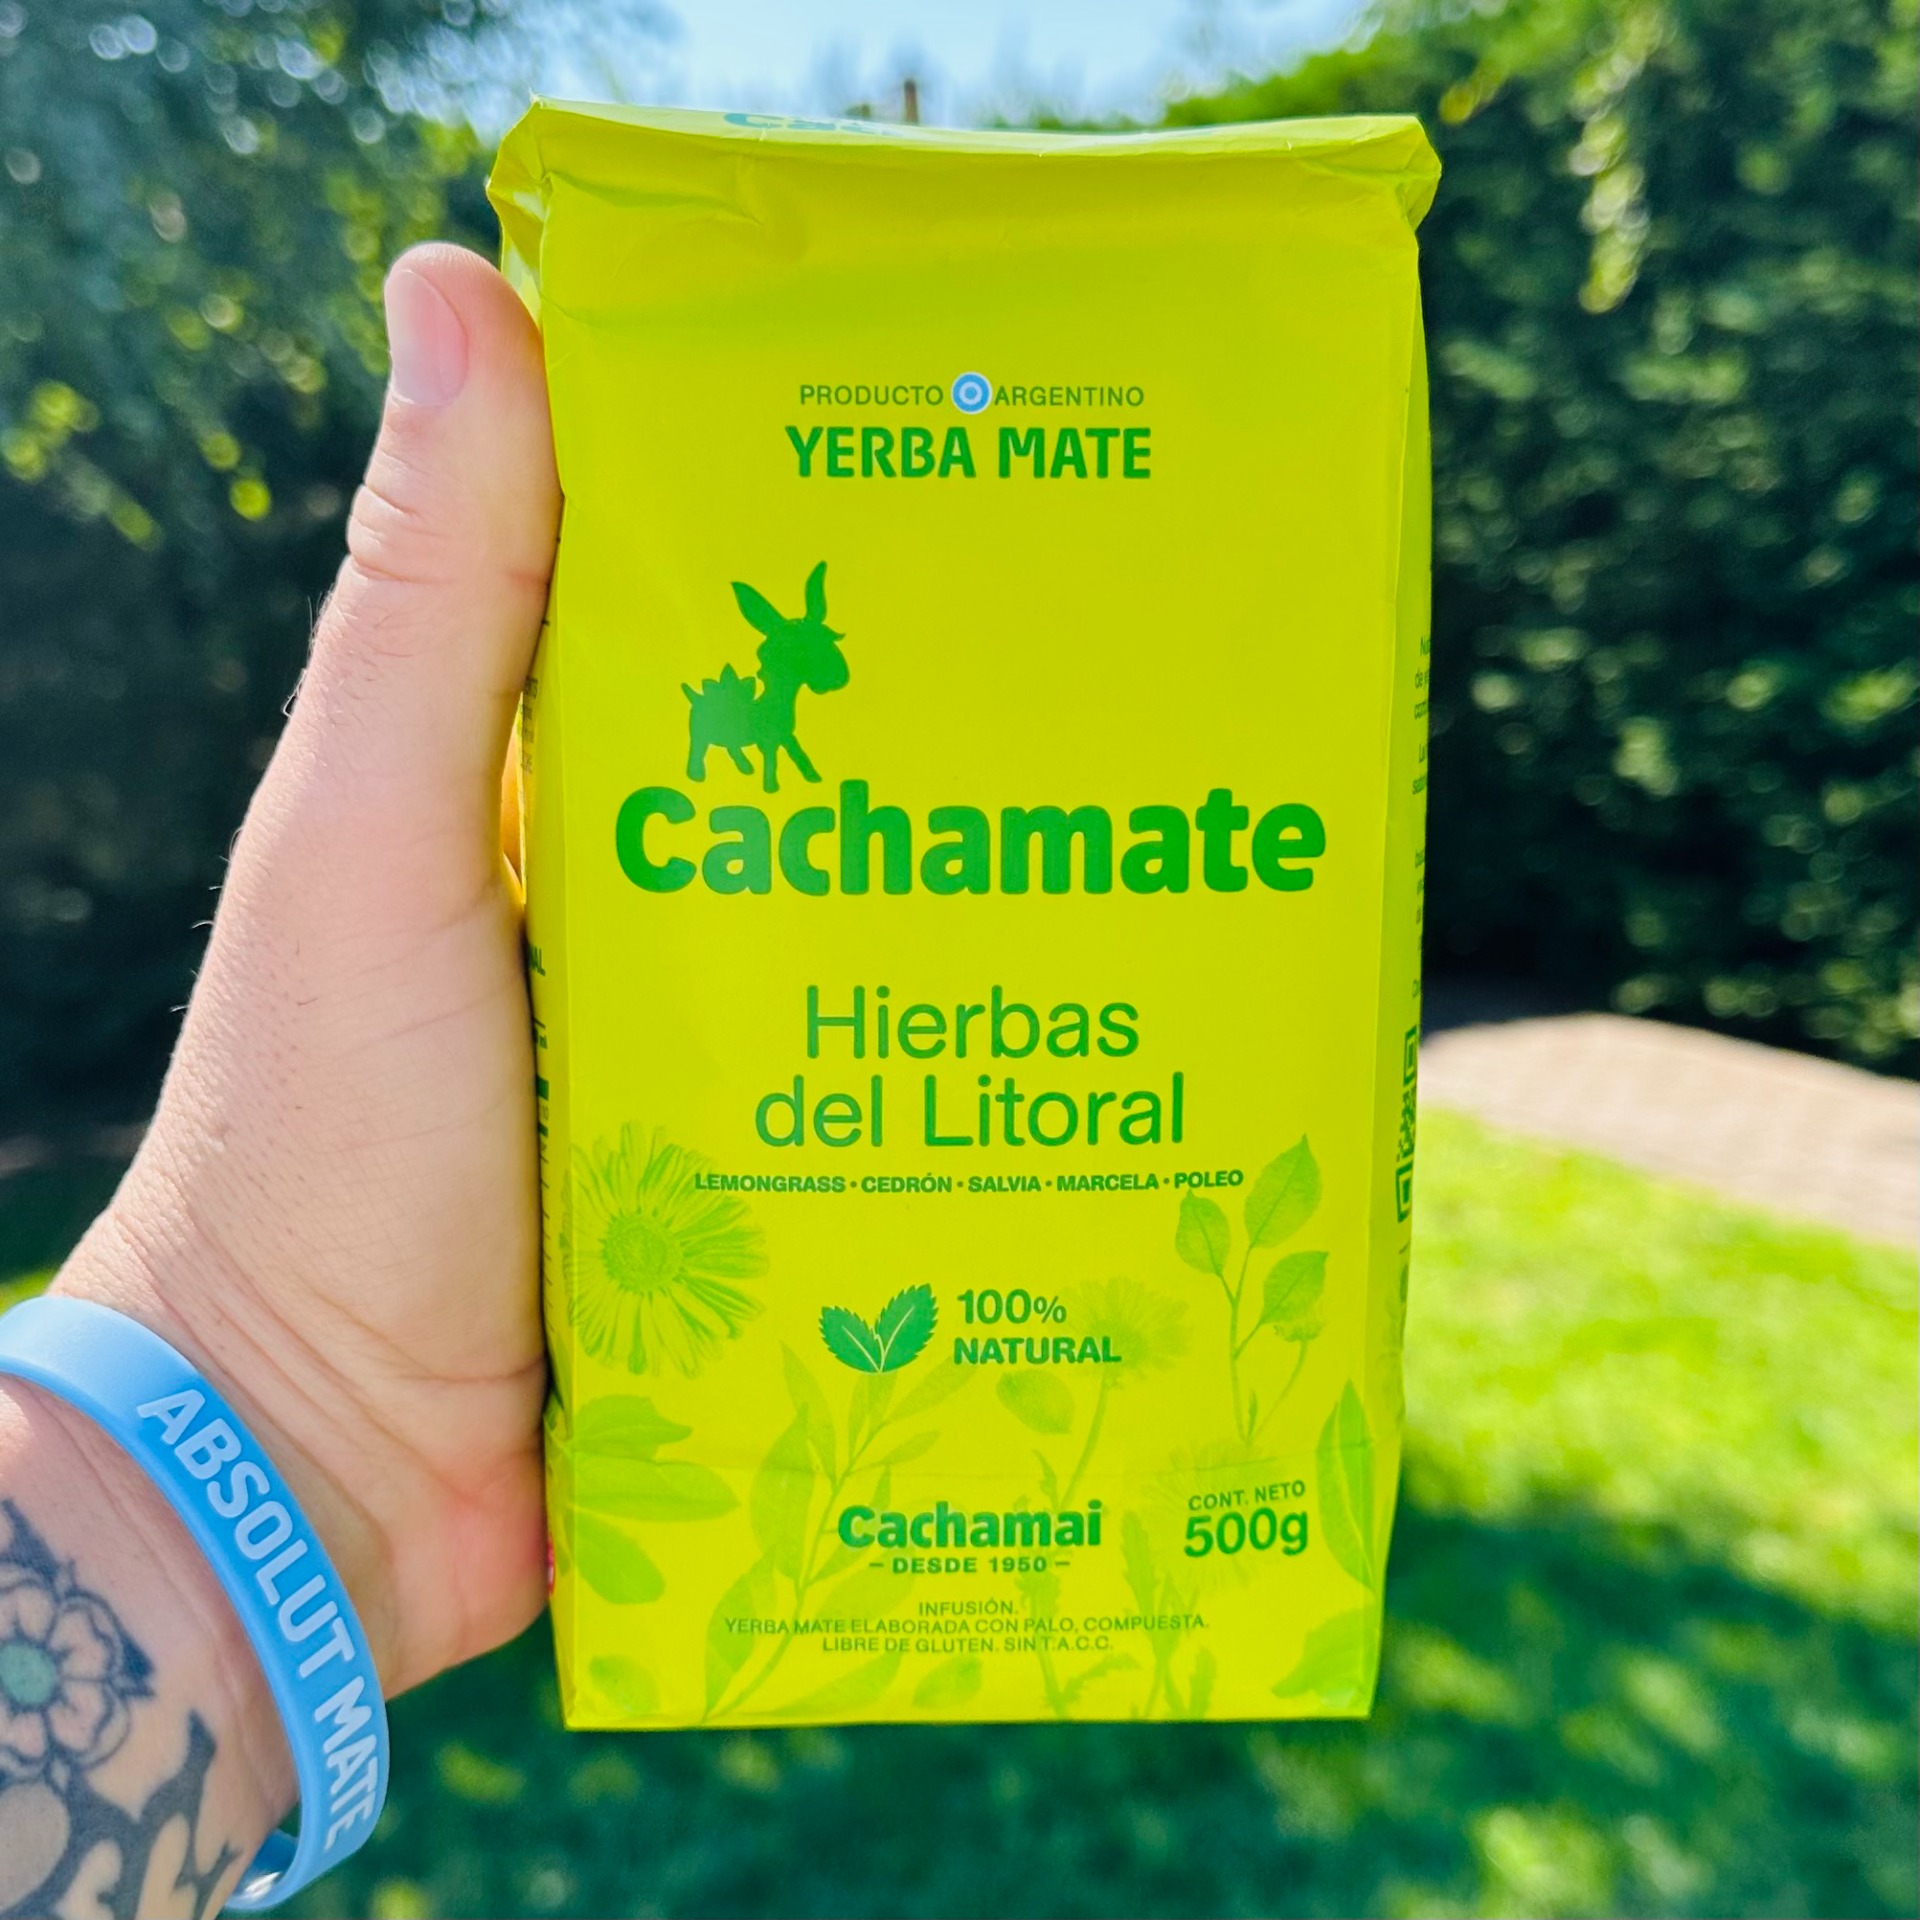 PRODUCTO ARGENTINO
YERBA MATE
Cachamate
Hierbas
del Litoral
LEMONGRASS • CEDRÓN • SALVIA • MARCELA • POLEO
100%
NATURAL
Cachamai
– DESDE 1950 –
CONT. NETO
500g
INFUSIÓN.
YERBA MATE ELABORADA CON PALO, COMPUESTA.
LIBRE DE GLUTEN. SIN T.A.C.C.
ABSOLUT MATE